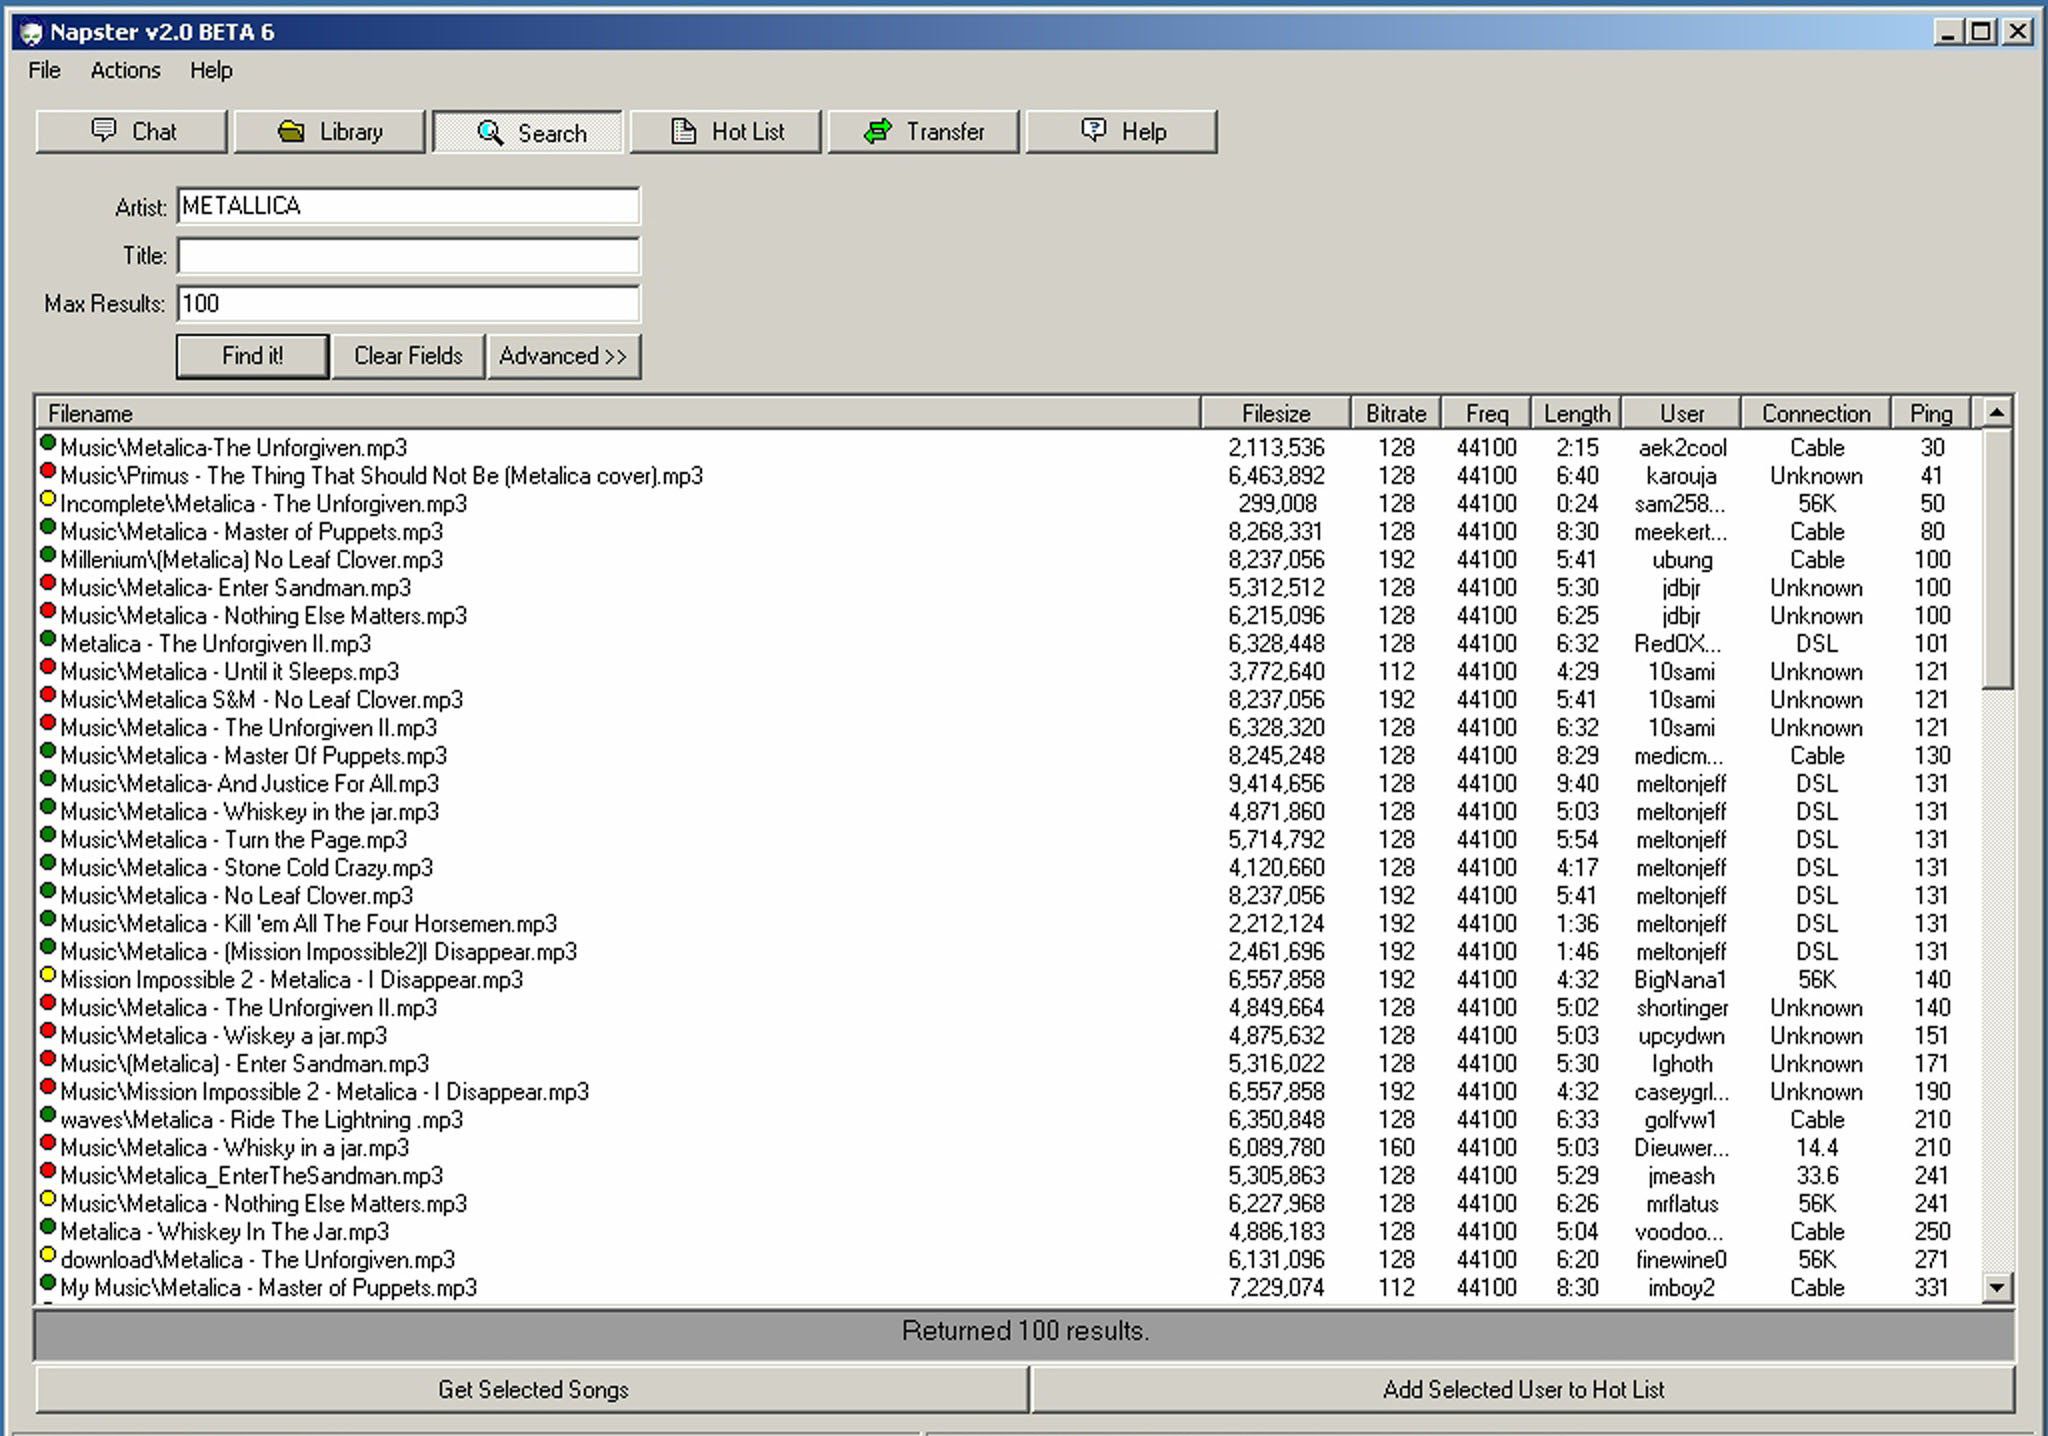 Napster v2.0 BETA 6
File Actions Help
Chat Library Search Hot List Transfer Help
Artist: METALLICA
Title:
Max Results: 100
Find it! Clear Fields Advanced >>
Filename Filesize Bitrate Freq Length User Connection Ping
Music\Metalica-The Unforgiven.mp3 2,113,536 128 44100 2:15 aek2cool Cable 30
Music\Primus - The Thing That Should Not Be (Metalica cover).mp3 6,463,892 128 44100 6:40 karouja Unknown 41
Incomplete\Metalica - The Unforgiven.mp3 299,008 128 44100 0:24 sam258... 56K 50
Music\Metalica - Master of Puppets.mp3 8,268,331 128 44100 8:30 meekert... Cable 80
Millenium\(Metalica) No Leaf Clover.mp3 8,237,056 192 44100 5:41 ubung Cable 100
Music\Metalica- Enter Sandman.mp3 5,312,512 128 44100 5:30 jdbjr Unknown 100
Music\Metalica - Nothing Else Matters.mp3 6,215,096 128 44100 6:25 jdbjr Unknown 100
Metalica - The Unforgiven II.mp3 6,328,448 128 44100 6:32 RedOX... DSL 101
Music\Metalica - Until it Sleeps.mp3 3,772,640 112 44100 4:29 10sami Unknown 121
Music\Metalica S&M - No Leaf Clover.mp3 8,237,056 192 44100 5:41 10sami Unknown 121
Music\Metalica - The Unforgiven II.mp3 6,328,320 128 44100 6:32 10sami Unknown 121
Music\Metalica - Master Of Puppets.mp3 8,245,248 128 44100 8:29 medicm... Cable 130
Music\Metalica- And Justice For All.mp3 9,414,656 128 44100 9:40 meltonjeff DSL 131
Music\Metalica - Whiskey in the jar.mp3 4,871,860 128 44100 5:03 meltonjeff DSL 131
Music\Metalica - Turn the Page.mp3 5,714,792 128 44100 5:54 meltonjeff DSL 131
Music\Metalica - Stone Cold Crazy.mp3 4,120,660 128 44100 4:17 meltonjeff DSL 131
Music\Metalica - No Leaf Clover.mp3 8,237,056 192 44100 5:41 meltonjeff DSL 131
Music\Metalica - Kill 'em All The Four Horsemen.mp3 2,212,124 192 44100 1:36 meltonjeff DSL 131
Music\Metalica - (Mission Impossible2)I Disappear.mp3 2,461,696 192 44100 1:46 meltonjeff DSL 131
Mission Impossible 2 - Metalica - I Disappear.mp3 6,557,858 192 44100 4:32 BigNana1 56K 140
Music\Metalica - The Unforgiven II.mp3 4,849,664 128 44100 5:02 shortinger Unknown 140
Music\Metalica - Wiskey a jar.mp3 4,875,632 128 44100 5:03 upcydwn Unknown 151
Music\(Metalica) - Enter Sandman.mp3 5,316,022 128 44100 5:30 lghoth Unknown 171
Music\Mission Impossible 2 - Metalica - I Disappear.mp3 6,557,858 192 44100 4:32 caseygrl... Unknown 190
waves\Metalica - Ride The Lightning .mp3 6,350,848 128 44100 6:33 golfvw1 Cable 210
Music\Metalica - Whisky in a jar.mp3 6,089,780 160 44100 5:03 Dieuwer... 14.4 210
Music\Metalica_EnterTheSandman.mp3 5,305,863 128 44100 5:29 jmeash 33.6 241
Music\Metalica - Nothing Else Matters.mp3 6,227,968 128 44100 6:26 mrflatus 56K 241
Metalica - Whiskey In The Jar.mp3 4,886,183 128 44100 5:04 voodoo... Cable 250
download\Metalica - The Unforgiven.mp3 6,131,096 128 44100 6:20 finewine0 56K 271
My Music\Metalica - Master of Puppets.mp3 7,229,074 112 44100 8:30 imboy2 Cable 331
Returned 100 results.
Get Selected Songs Add Selected User to Hot List